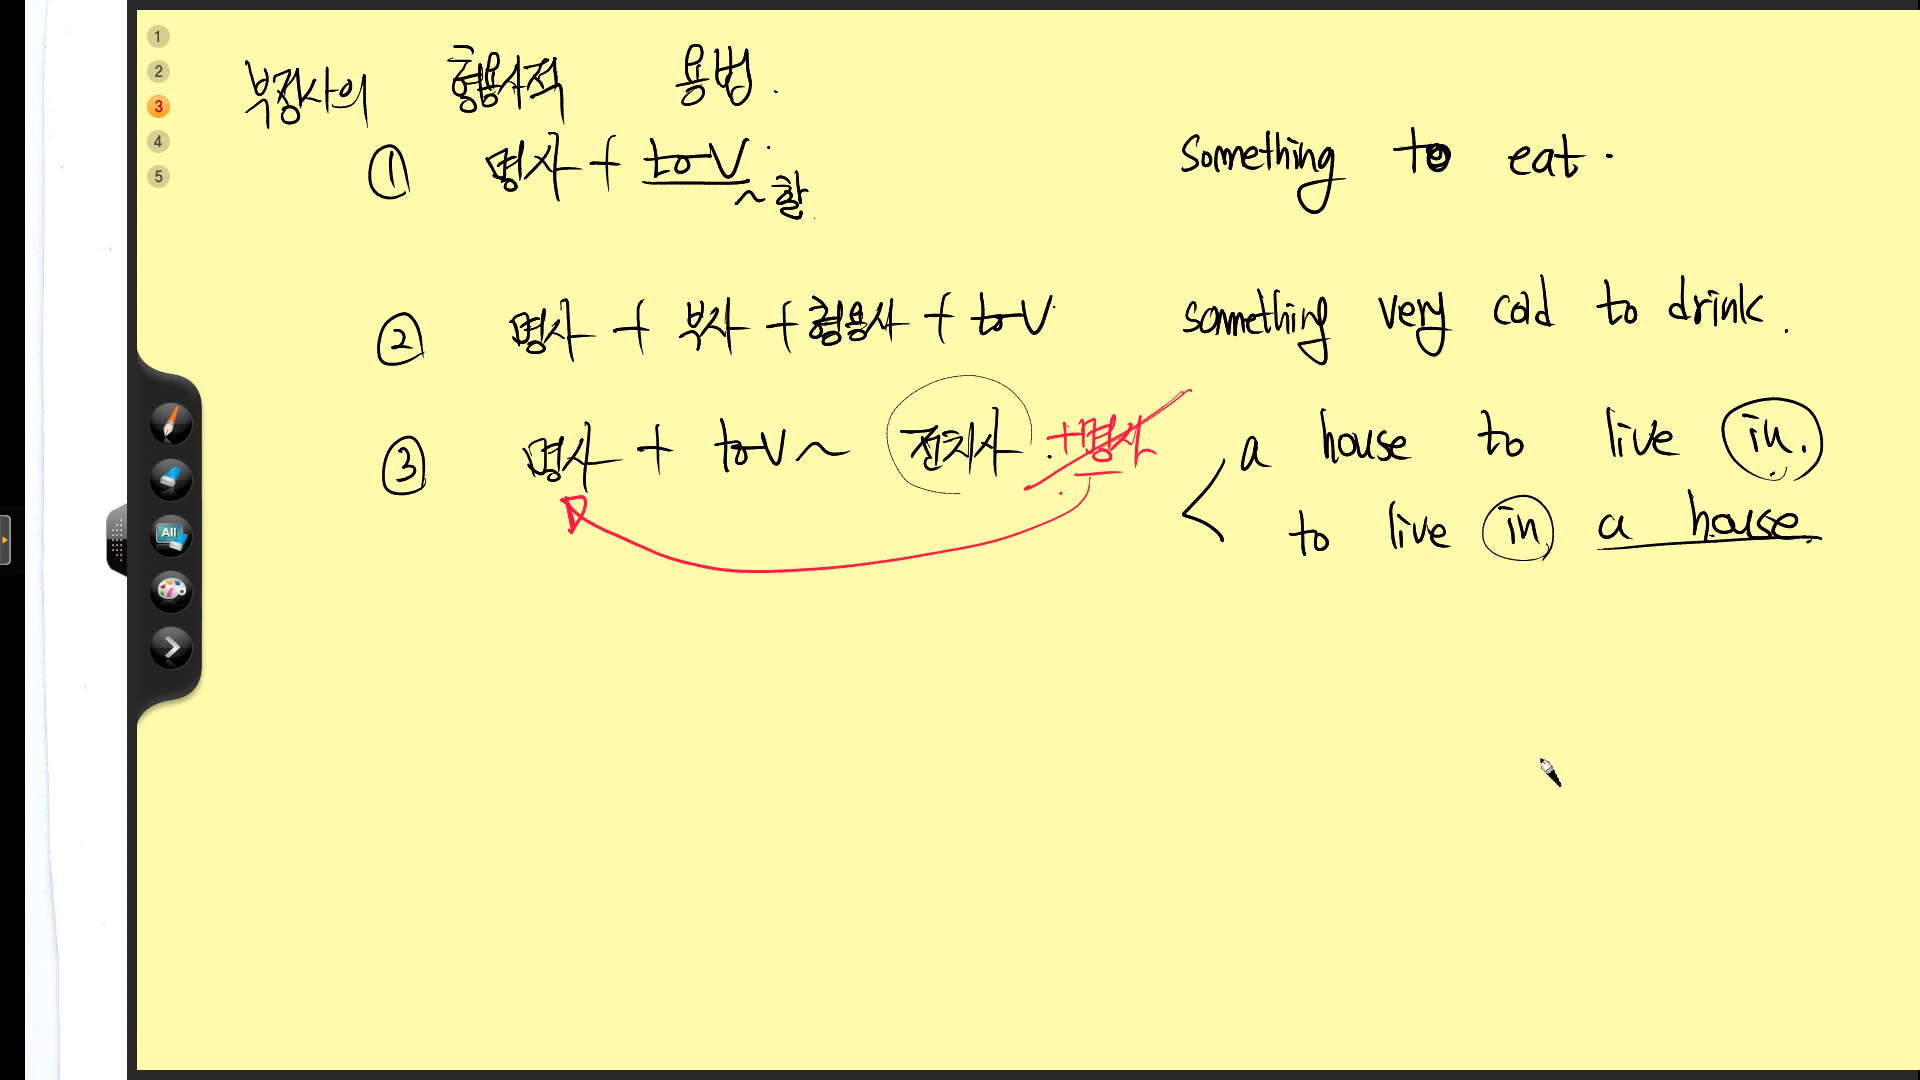 1
2
3
4
5
부정사의 형용사적 용법.
① 명사 + to V ~할
something to eat.
② 명사 + 부사 + 형용사 + to V
something very cold to drink.
③ 명사 + to V ~ 전치사 + 명사
a house to live in.
to live in a house.
All